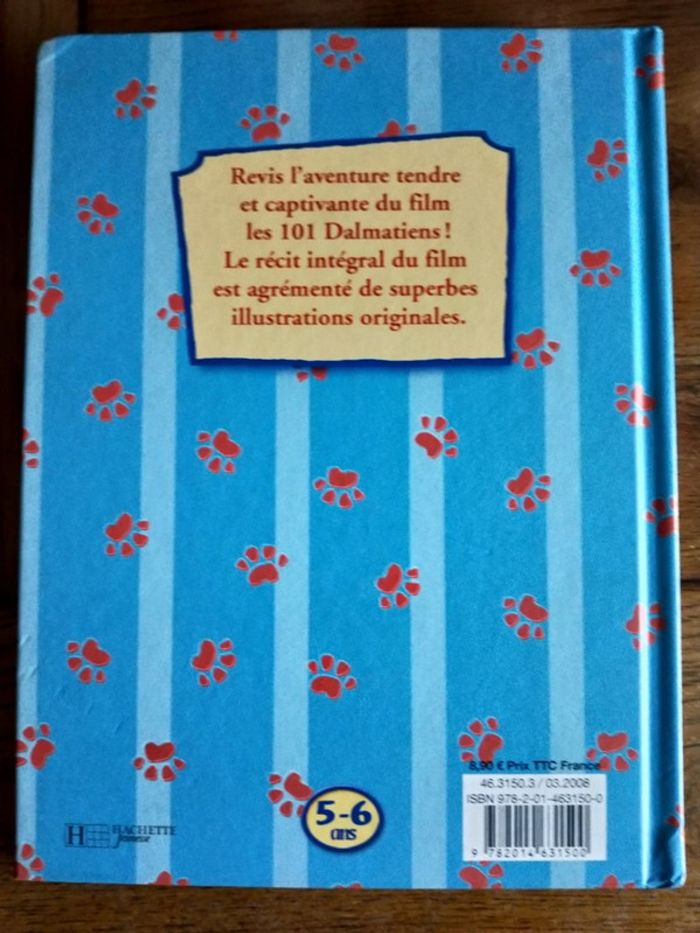 Revis l'aventure tendre
et captivante du film
les 101 Dalmatiens !
Le récit intégral du film
est agrémenté de superbes
illustrations originales.
8,90 € Prix TTC France
46.3150.3 / 03.2008
ISBN 978-2-01-463150-0
9 782014 631500
5-6
ans
H HACHETTE
Jeunesse